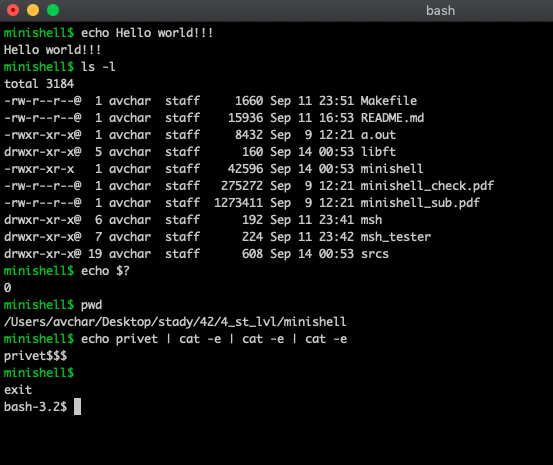 bash
minishell$ echo Hello world!!!
Hello world!!!
minishell$ ls -l
total 3184
-rw-r--r--@  1 avchar  staff     1660 Sep 11 23:51 Makefile
-rw-r--r--@  1 avchar  staff    15936 Sep 11 16:53 README.md
-rwxr-xr-x@  1 avchar  staff     8432 Sep  9 12:21 a.out
drwxr-xr-x@  5 avchar  staff      160 Sep 14 00:53 libft
-rwxr-xr-x   1 avchar  staff    42596 Sep 14 00:53 minishell
-rw-r--r--@  1 avchar  staff   275272 Sep  9 12:21 minishell_check.pdf
-rw-r--r--@  1 avchar  staff  1273411 Sep  9 12:21 minishell_sub.pdf
drwxr-xr-x@  6 avchar  staff      192 Sep 11 23:41 msh
drwxr-xr-x@  7 avchar  staff      224 Sep 11 23:42 msh_tester
drwxr-xr-x@ 19 avchar  staff      608 Sep 14 00:53 srcs
minishell$ echo $?
0
minishell$ pwd
/Users/avchar/Desktop/stady/42/4_st_lvl/minishell
minishell$ echo privet | cat -e | cat -e | cat -e
privet$$$
minishell$
exit
bash-3.2$